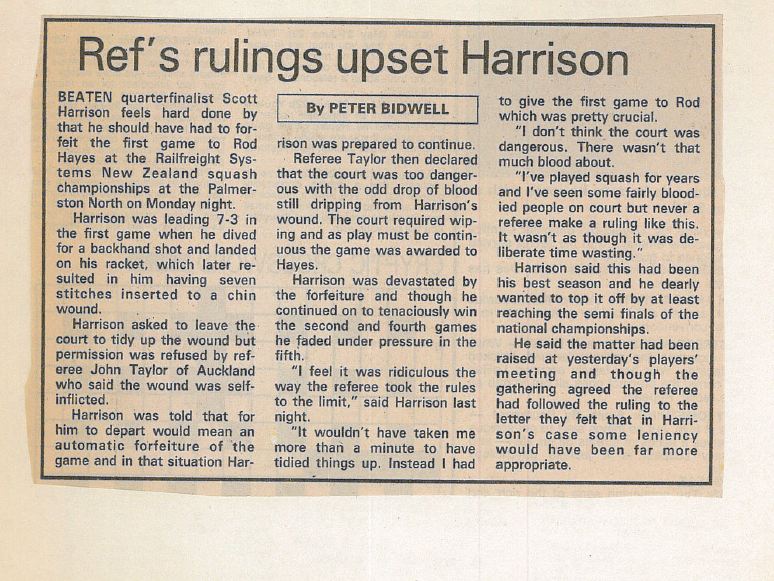 Ref's rulings upset Harrison
BEATEN quarterfinalist Scott
Harrison feels hard done by
that he should have had to for-
feit the first game to Rod
Hayes at the Railfreight Sys-
tems New Zealand squash
championships at the Palmer-
ston North on Monday night.
Harrison was leading 7-3 in
the first game when he dived
for a backhand shot and landed
on his racket, which later re-
sulted in him having seven
stitches inserted to a chin
wound.
Harrison asked to leave the
court to tidy up the wound but
permission was refused by ref-
eree John Taylor of Auckland
who said the wound was self-
inflicted.
Harrison was told that for
him to depart would mean an
automatic forfeiture of the
game and in that situation Har-
By PETER BIDWELL
rison was prepared to continue.
Referee Taylor then declared
that the court was too danger-
ous with the odd drop of blood
still dripping from Harrison's
wound. The court required wip-
ing and as play must be contin-
uous the game was awarded to
Hayes.
Harrison was devastated by
the forfeiture and though he
continued on to tenaciously win
the second and fourth games
he faded under pressure in the
fifth.
"I feel it was ridiculous the
way the referee took the rules
to the limit," said Harrison last
night.
"It wouldn't have taken me
more than a minute to have
tidied things up. Instead I had
to give the first game to Rod
which was pretty crucial.
"I don't think the court was
dangerous. There wasn't that
much blood about.
"I've played squash for years
and I've seen some fairly blood-
ied people on court but never a
referee make a ruling like this.
It wasn't as though it was de-
liberate time wasting."
Harrison said this had been
his best season and he dearly
wanted to top it off by at least
reaching the semi finals of the
national championships.
He said the matter had been
raised at yesterday's players'
meeting and though the
gathering agreed the referee
had followed the ruling to the
letter they felt that in Harri-
son's case some leniency
would have been far more
appropriate.